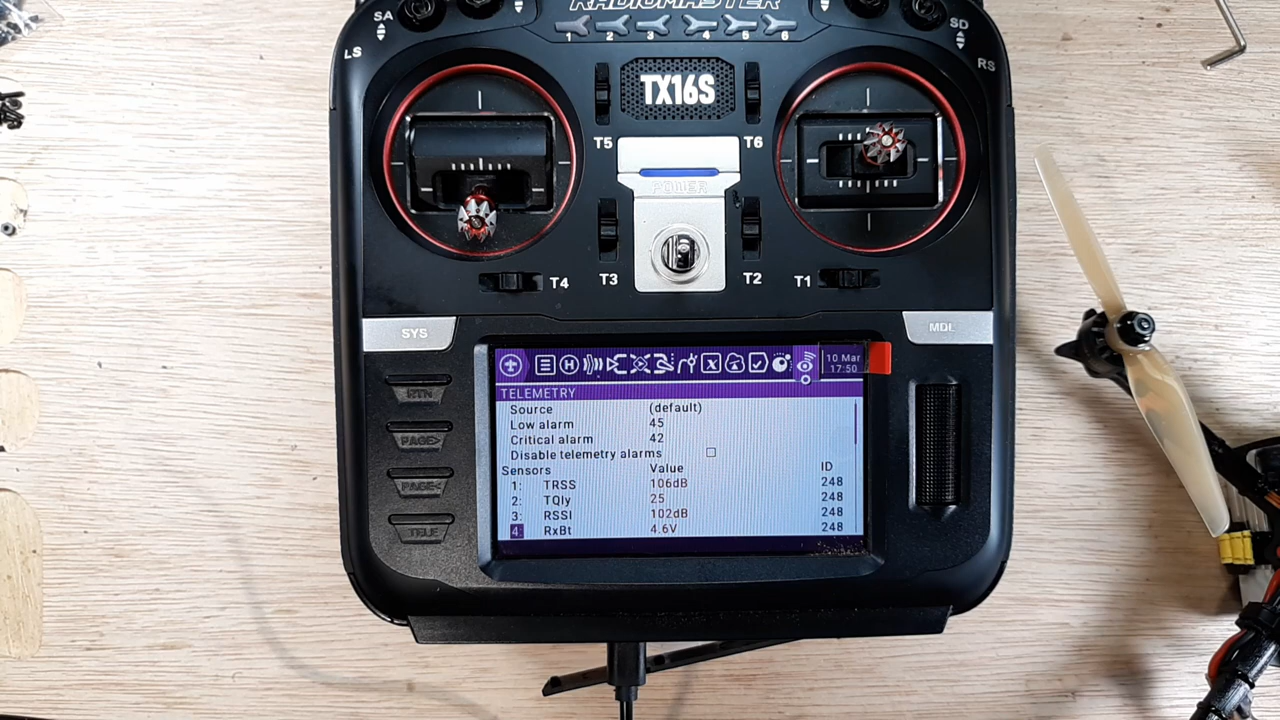 RADIOMASTER
SA
SD
1 2 3 4 5 6
LS
RS
TX16S
T5
T6
POWER
T4
T3
T2
T1
SYS
MDL
10 Mar
17:50
TELEMETRY
RTN
PAGE>
PAGE<
TELE
Source (default)
Low alarm 45
Critical alarm 42
Disable telemetry alarms
Sensors Value ID
1: TRSS 106dB 248
2: TQly 25 248
3: RSSI 102dB 248
4: RxBt 4.6V 248